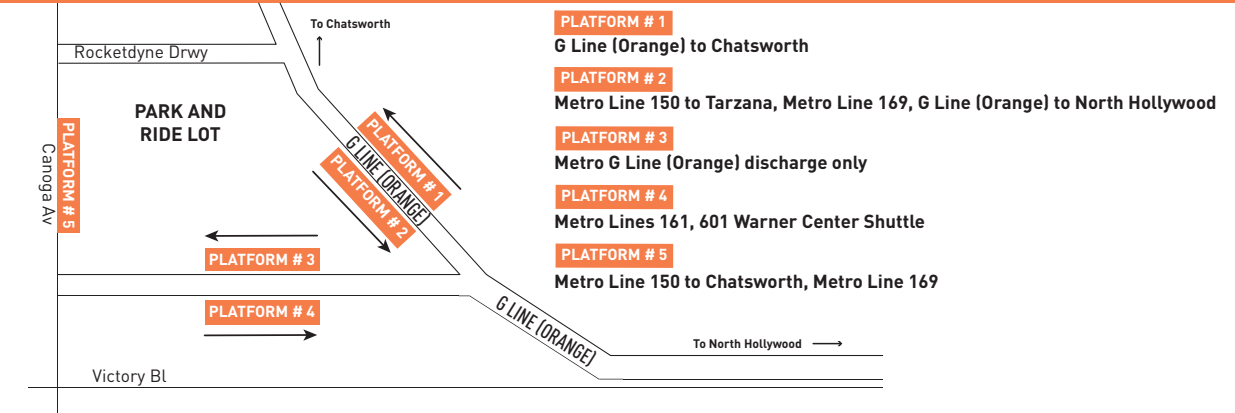 To Chatsworth
Rocketdyne Drwy
PARK AND
RIDE LOT
PLATFORM # 5
Canoga Av
PLATFORM # 1
G LINE (ORANGE)
PLATFORM # 2
PLATFORM # 3
PLATFORM # 4
G LINE (ORANGE)
To North Hollywood
Victory Bl
PLATFORM # 1
G Line (Orange) to Chatsworth
PLATFORM # 2
Metro Line 150 to Tarzana, Metro Line 169, G Line (Orange) to North Hollywood
PLATFORM # 3
Metro G Line (Orange) discharge only
PLATFORM # 4
Metro Lines 161, 601 Warner Center Shuttle
PLATFORM # 5
Metro Line 150 to Chatsworth, Metro Line 169